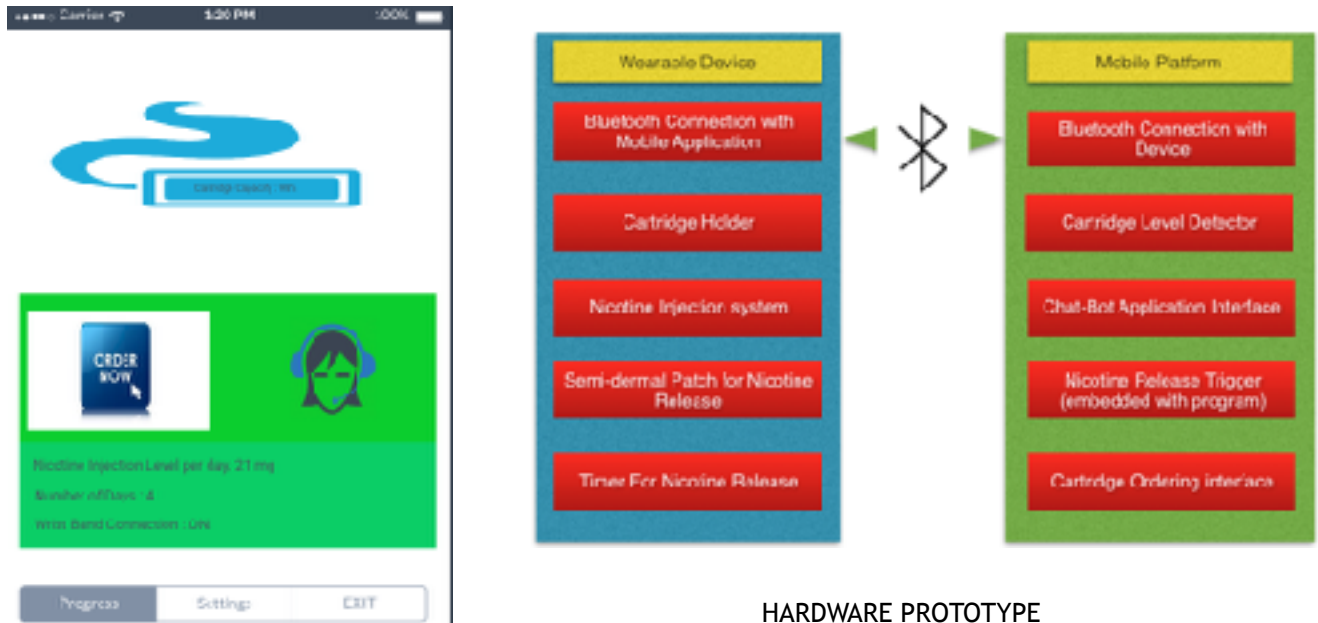 Carrier
1:20 PM
100%
Cartridge Capacity :
ORDER
NOW
Nicotine Injection Level per day, 21 mg
Number of Days : 4
Wrist Band Connection : ON
Progress
Settings
EXIT
Wearable Device
Bluetooth Connection with
Mobile Application
Cartridge Holder
Nicotine Injection system
Semi-dermal Patch for Nicotine
Release
Timer For Nicotine Release
Mobile Platform
Bluetooth Connection with
Device
Cartridge Level Detector
Chat-Bot Application Interface
Nicotine Release Trigger
(embedded with program)
Cartridge Ordering interface
HARDWARE PROTOTYPE